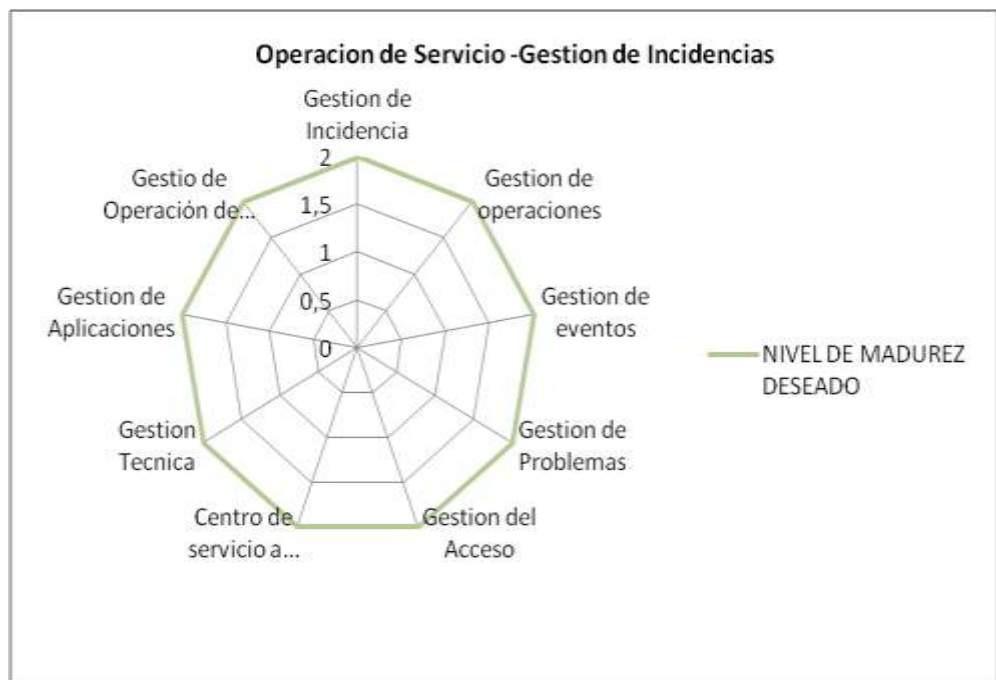 Operacion de Servicio -Gestion de Incidencias
Gestion de
Incidencia
Gestion de
operaciones
Gestion de
eventos
Gestion de
Problemas
Gestion del
Acceso
Centro de
servicio a...
Gestion
Tecnica
Gestion de
Aplicaciones
Gestio de
Operación de...
2
1,5
1
0,5
0
NIVEL DE MADUREZ
DESEADO